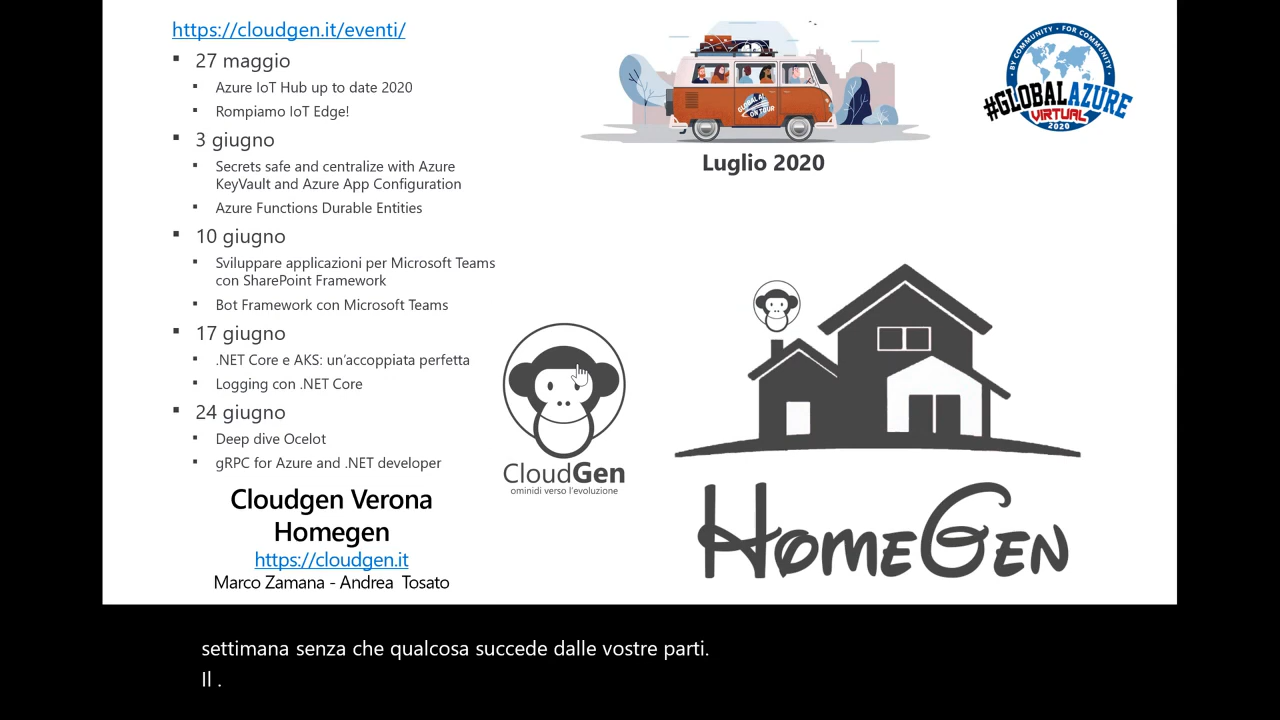 https://cloudgen.it/eventi/
27 maggio
Azure IoT Hub up to date 2020
Rompiamo IoT Edge!
3 giugno
Secrets safe and centralize with Azure
KeyVault and Azure App Configuration
Azure Functions Durable Entities
10 giugno
Sviluppare applicazioni per Microsoft Teams
con SharePoint Framework
Bot Framework con Microsoft Teams
17 giugno
.NET Core e AKS: un'accoppiata perfetta
Logging con .NET Core
24 giugno
Deep dive Ocelot
gRPC for Azure and .NET developer
Cloudgen Verona
Homegen
https://cloudgen.it
Marco Zamana - Andrea Tosato
GLOBAL AZ
ON TOUR
Luglio 2020
BY COMMUNITY • FOR COMMUNITY
#GLOBALAZURE
VIRTUAL
2020
CloudGen
ominidi verso l'evoluzione
HOMEGEN
settimana senza che qualcosa succede dalle vostre parti.
Il .